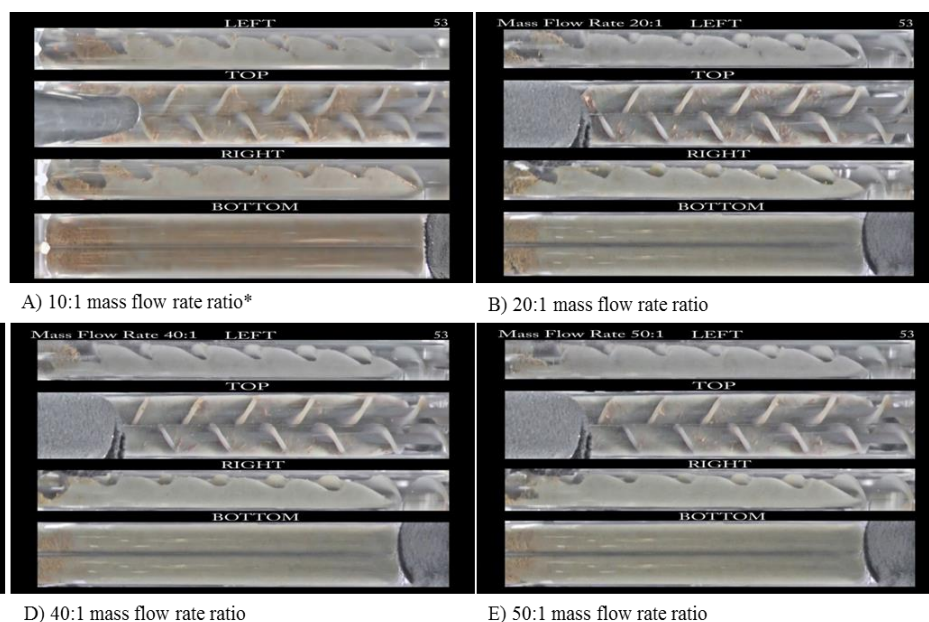 LEFT 53
TOP
RIGHT
BOTTOM
A) 10:1 mass flow rate ratio*
Mass Flow Rate 20:1 LEFT 53
TOP
RIGHT
BOTTOM
B) 20:1 mass flow rate ratio
Mass Flow Rate 40:1 LEFT 53
TOP
RIGHT
BOTTOM
D) 40:1 mass flow rate ratio
Mass Flow Rate 50:1 LEFT 53
TOP
RIGHT
BOTTOM
E) 50:1 mass flow rate ratio